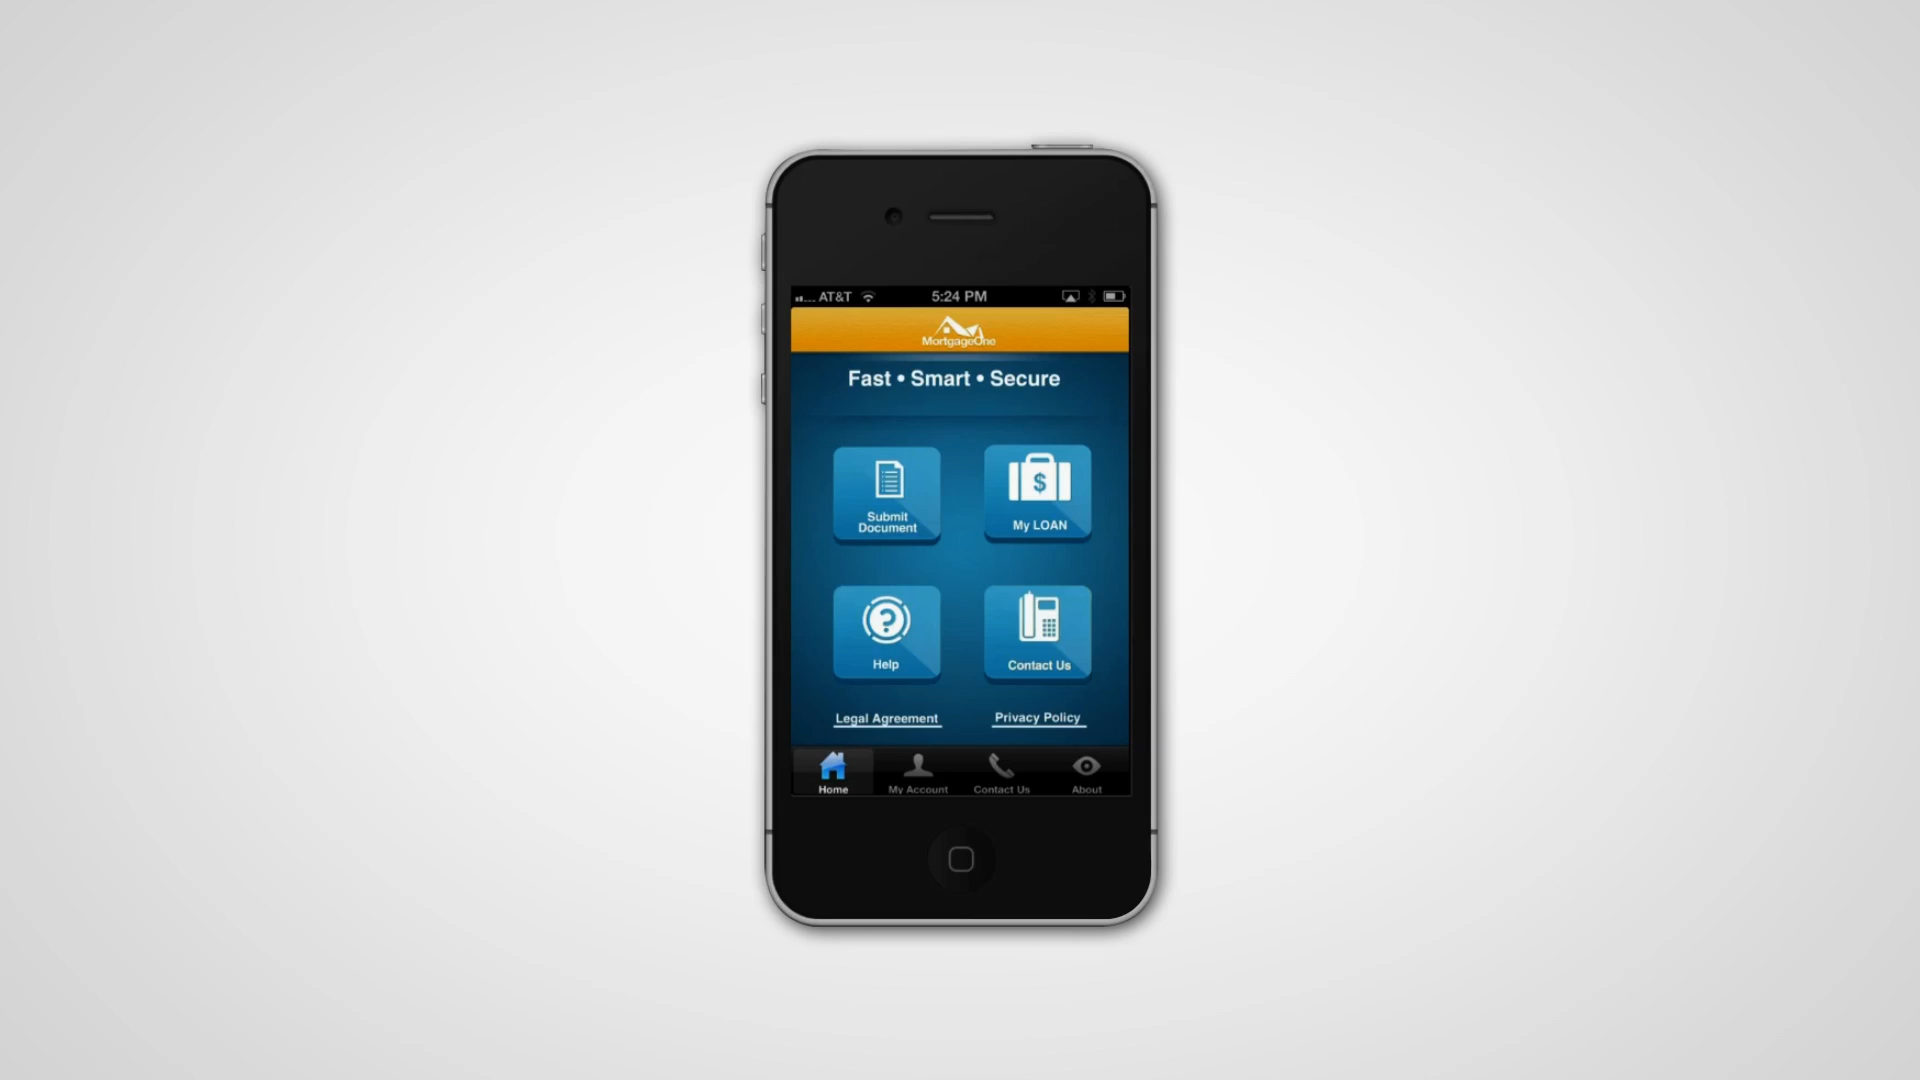 AT&T
5:24 PM
MortgageOne
Fast • Smart • Secure
Submit
Document
$
My LOAN
?
Help
Contact Us
Legal Agreement
Privacy Policy
Home
My Account
Contact Us
About